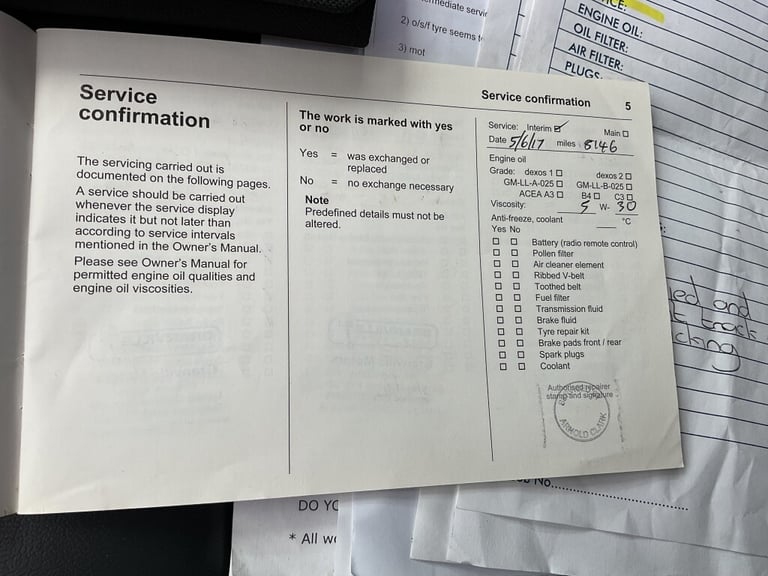 mediate servi
2) o/s/f tyre seems t
3) mot
ENGINE OIL:
OIL FILTER:
AIR FILTER:
PLUGS:
Service confirmation 5
Service
confirmation
The servicing carried out is
documented on the following pages.
A service should be carried out
whenever the service display
indicates it but not later than
according to service intervals
mentioned in the Owner's Manual.
Please see Owner's Manual for
permitted engine oil qualities and
engine oil viscosities.
The work is marked with yes
or no
Yes = was exchanged or
replaced
No = no exchange necessary
Note
Predefined details must not be
altered.
Service: Interim ☑ Main ☐
Date 5/6/17 miles 8146
Engine oil
Grade: dexos 1 ☐ dexos 2 ☐
GM-LL-A-025 ☐ GM-LL-B-025 ☐
ACEA A3 ☐ B4 ☐ C3 ☐
Viscosity: 5 W- 30
Anti-freeze, coolant °C
Yes No
☐ ☐ Battery (radio remote control)
☐ ☐ Pollen filter
☐ ☐ Air cleaner element
☐ ☐ Ribbed V-belt
☐ ☐ Toothed belt
☐ ☐ Fuel filter
☐ ☐ Transmission fluid
☐ ☐ Brake fluid
☐ ☐ Tyre repair kit
☐ ☐ Brake pads front / rear
☐ ☐ Spark plugs
☐ ☐ Coolant
Authorised repairer
stamp and signature
ARNOLD CLARK
and
track
No.
DO YO
* All w